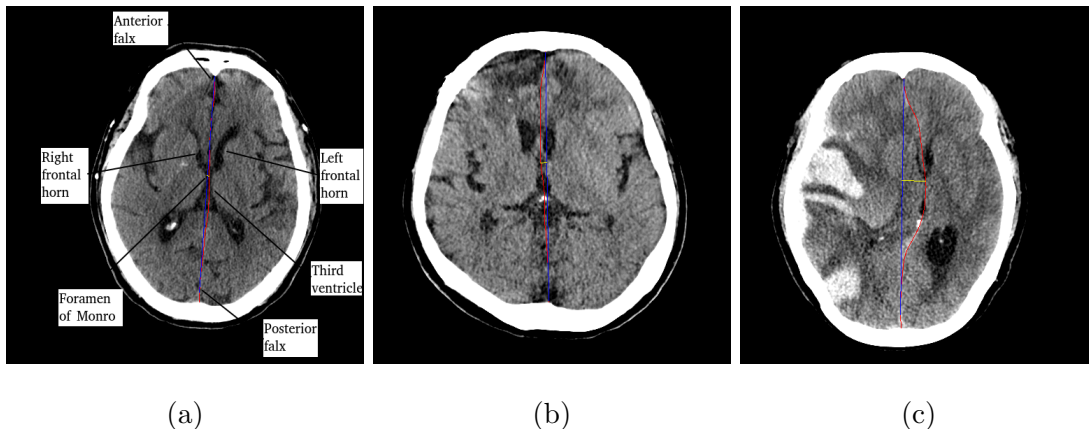 Anterior
falx
Right
frontal
horn
Left
frontal
horn
Foramen
of Monro
Third
ventricle
Posterior
falx
(a)
(b)
(c)